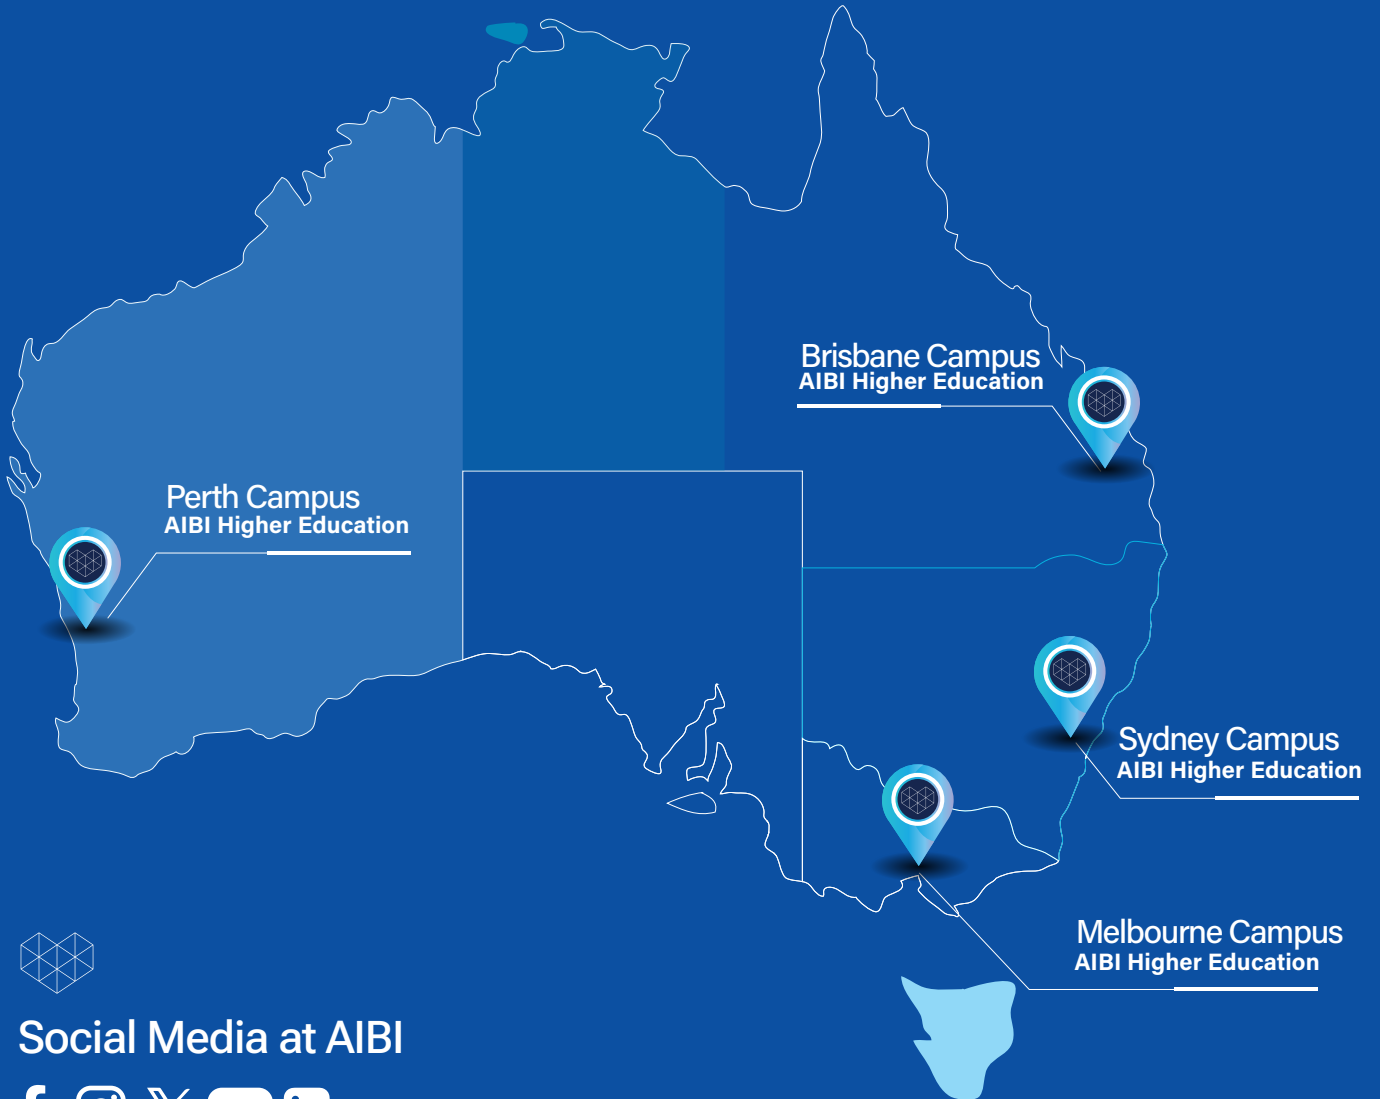 Brisbane Campus
AIBI Higher Education
Perth Campus
AIBI Higher Education
Sydney Campus
AIBI Higher Education
Melbourne Campus
AIBI Higher Education
Social Media at AIBI